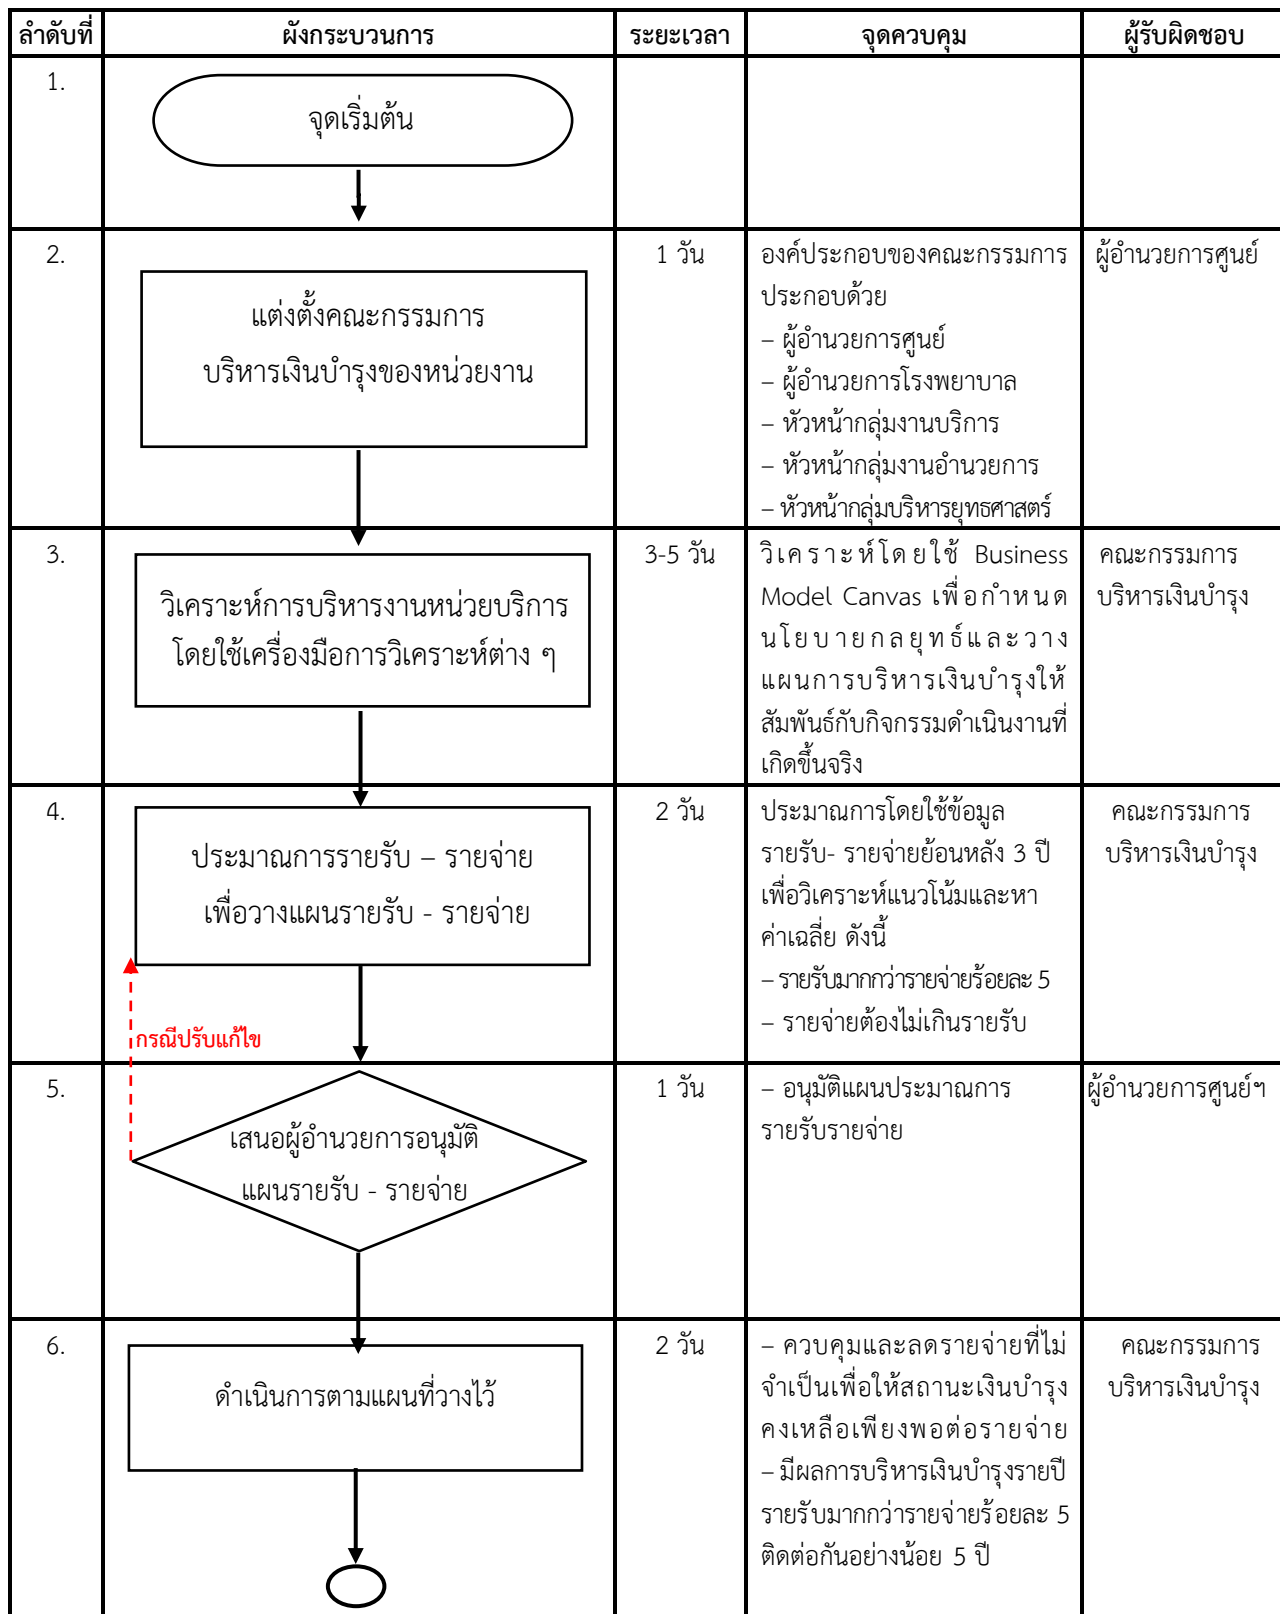 ลำดับที่ ผังกระบวนการ ระยะเวลา จุดควบคุม ผู้รับผิดชอบ
1.
จุดเริ่มต้น
2.
แต่งตั้งคณะกรรมการ
บริหารเงินบำรุงของหน่วยงาน
1 วัน
องค์ประกอบของคณะกรรมการ
ประกอบด้วย
– ผู้อำนวยการศูนย์
– ผู้อำนวยการโรงพยาบาล
– หัวหน้ากลุ่มงานบริการ
– หัวหน้ากลุ่มงานอำนวยการ
– หัวหน้ากลุ่มบริหารยุทธศาสตร์
ผู้อำนวยการศูนย์
3.
วิเคราะห์การบริหารงานหน่วยบริการ
โดยใช้เครื่องมือการวิเคราะห์ต่าง ๆ
3-5 วัน
วิเคราะห์โดยใช้ Business
Model Canvas เพื่อกำหนด
นโยบายกลยุทธ์และวาง
แผนการบริหารเงินบำรุงให้
สัมพันธ์กับกิจกรรมดำเนินงานที่
เกิดขึ้นจริง
คณะกรรมการ
บริหารเงินบำรุง
4.
ประมาณการรายรับ – รายจ่าย
เพื่อวางแผนรายรับ - รายจ่าย
กรณีปรับแก้ไข
2 วัน
ประมาณการโดยใช้ข้อมูล
รายรับ- รายจ่ายย้อนหลัง 3 ปี
เพื่อวิเคราะห์แนวโน้มและหา
ค่าเฉลี่ย ดังนี้
– รายรับมากกว่ารายจ่ายร้อยละ 5
– รายจ่ายต้องไม่เกินรายรับ
คณะกรรมการ
บริหารเงินบำรุง
5.
เสนอผู้อำนวยการอนุมัติ
แผนรายรับ - รายจ่าย
1 วัน
– อนุมัติแผนประมาณการ
รายรับรายจ่าย
ผู้อำนวยการศูนย์ฯ
6.
ดำเนินการตามแผนที่วางไว้
2 วัน
– ควบคุมและลดรายจ่ายที่ไม่
จำเป็นเพื่อให้สถานะเงินบำรุง
คงเหลือเพียงพอต่อรายจ่าย
– มีผลการบริหารเงินบำรุงรายปี
รายรับมากกว่ารายจ่ายร้อยละ 5
ติดต่อกันอย่างน้อย 5 ปี
คณะกรรมการ
บริหารเงินบำรุง